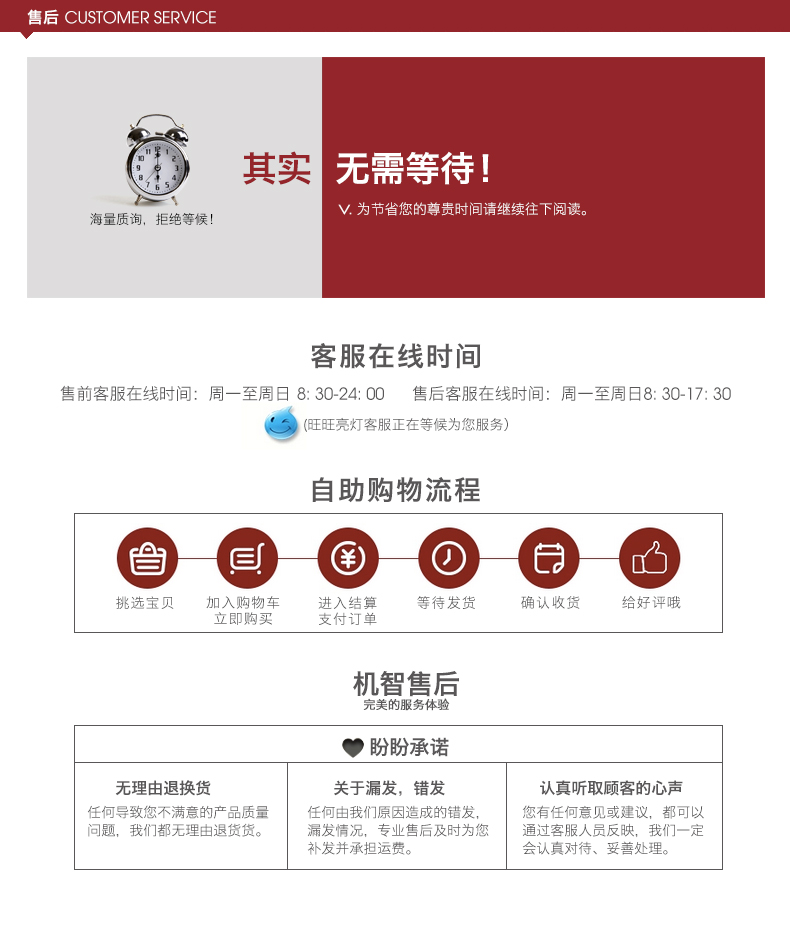 售后 CUSTOMER SERVICE
其实 无需等待！
海量质询，拒绝等候！
V. 为节省您的尊贵时间请继续往下阅读。
客服在线时间
售前客服在线时间：周一至周日 8: 30-24: 00 售后客服在线时间：周一至周日8: 30-17: 30
(旺旺亮灯客服正在等候为您服务）
自助购物流程
挑选宝贝
加入购物车
立即购买
进入结算
支付订单
等待发货
确认收货
给好评哦
机智售后
完美的服务体验
盼盼承诺
无理由退换货
任何导致您不满意的产品质量
问题，我们都无理由退货货。
关于漏发，错发
任何由我们原因造成的错发，
漏发情况，专业售后及时为您
补发并承担运费。
认真听取顾客的心声
您有任何意见或建议，都可以
通过客服人员反映，我们一定
会认真对待、妥善处理。